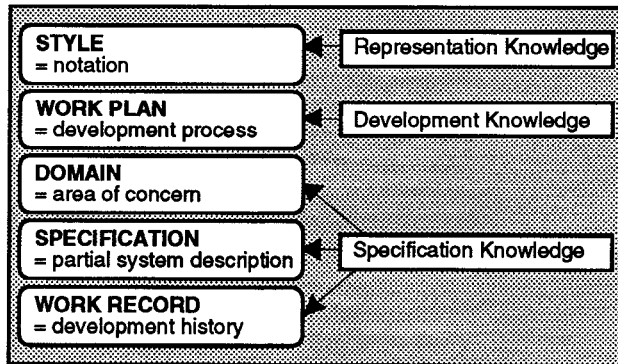 STYLE
= notation
Representation Knowledge
WORK PLAN
= development process
Development Knowledge
DOMAIN
= area of concern
SPECIFICATION
= partial system description
Specification Knowledge
WORK RECORD
= development history